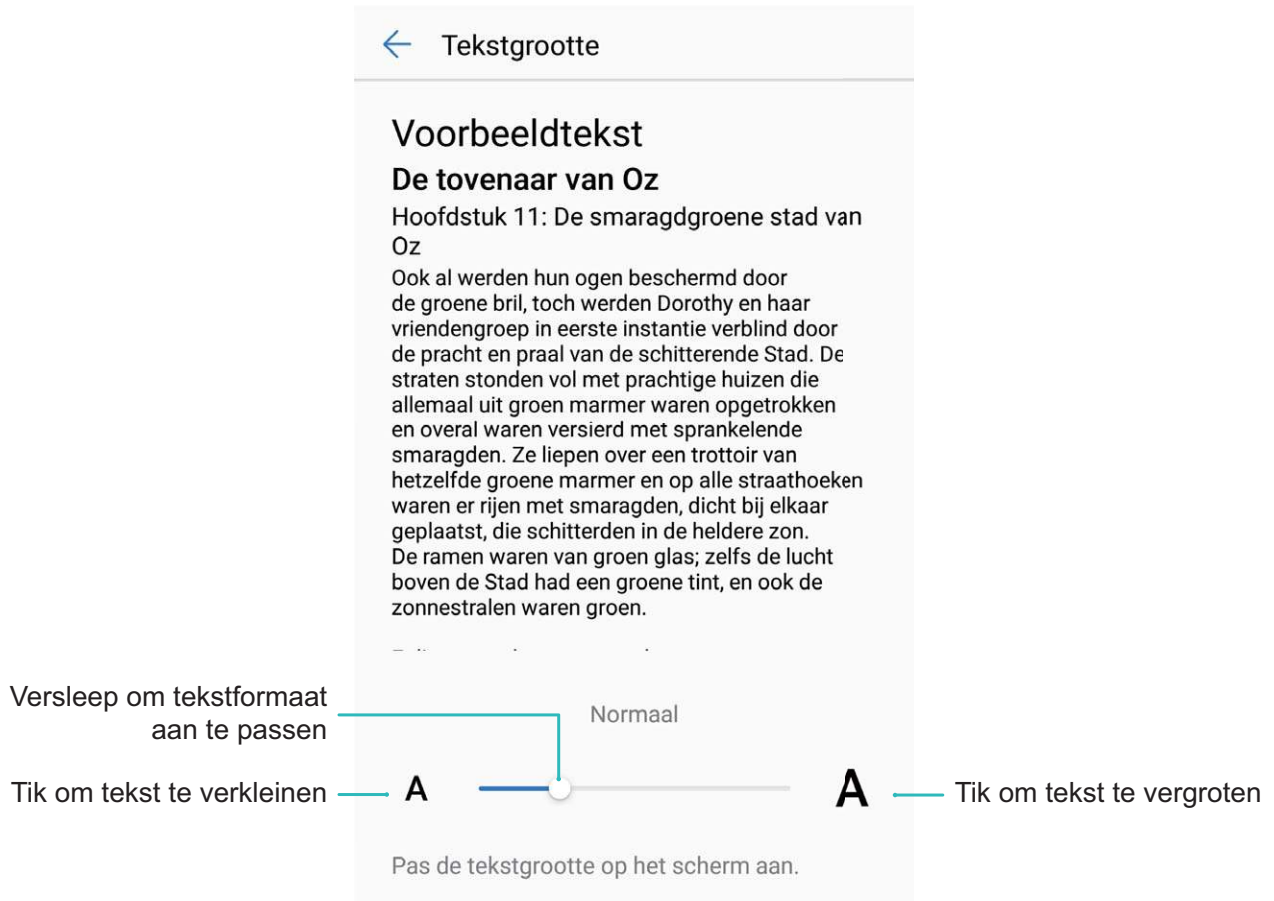 Tekstgrootte
Voorbeeldtekst
De tovenaar van Oz
Hoofdstuk 11: De smaragdgroene stad van
Oz
Ook al werden hun ogen beschermd door
de groene bril, toch werden Dorothy en haar
vriendengroep in eerste instantie verblind door
de pracht en praal van de schitterende Stad. De
straten stonden vol met prachtige huizen die
allemaal uit groen marmer waren opgetrokken
en overal waren versierd met sprankelende
smaragden. Ze liepen over een trottoir van
hetzelfde groene marmer en op alle straathoeken
waren er rijen met smaragden, dicht bij elkaar
geplaatst, die schitterden in de heldere zon.
De ramen waren van groen glas; zelfs de lucht
boven de Stad had een groene tint, en ook de
zonnestralen waren groen.
Versleep om tekstformaat
aan te passen
Normaal
Tik om tekst te verkleinen
A
A
Tik om tekst te vergroten
Pas de tekstgrootte op het scherm aan.